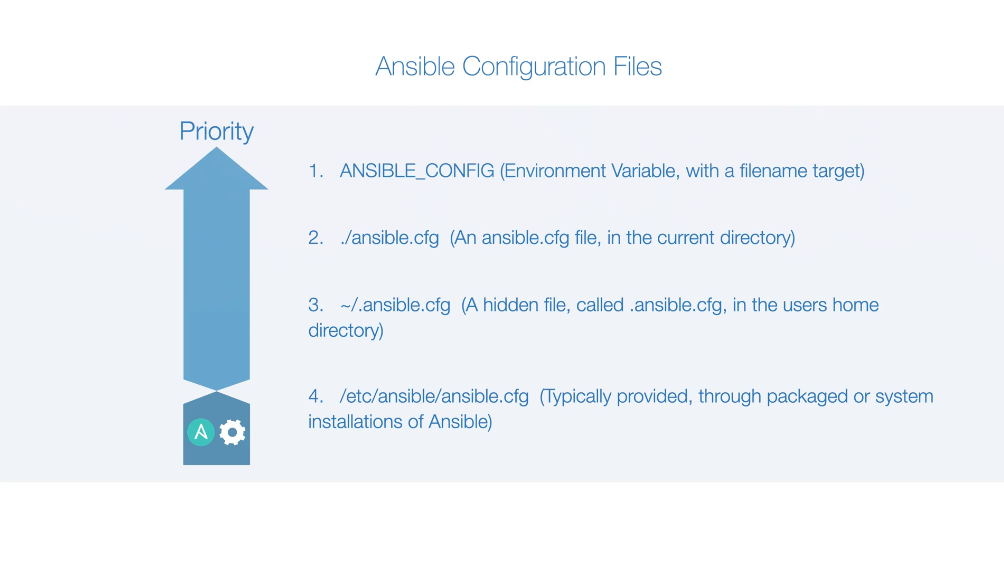 Ansible Configuration Files
Priority
1. ANSIBLE_CONFIG (Environment Variable, with a filename target)
2. ./ansible.cfg (An ansible.cfg file, in the current directory)
3. ~/.ansible.cfg (A hidden file, called .ansible.cfg, in the users home
directory)
4. /etc/ansible/ansible.cfg (Typically provided, through packaged or system
installations of Ansible)